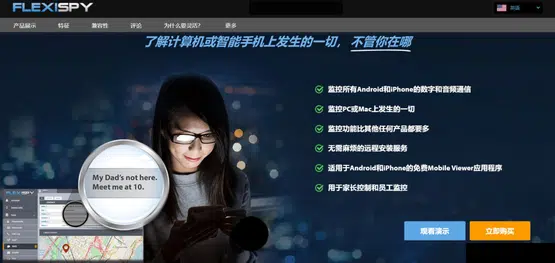 FLEXISPY
英语
产品展示 特征 兼容性 评论 为什么更灵活？ 更多
了解计算机或智能手机上发生的一切，不管你在哪
监控所有Android和iPhone的数字和音频通信
监控PC或Mac上发生的一切
监控功能比其他任何产品都要多
无需麻烦的远程安装服务
适用于Android和iPhone的免费Mobile Viewer应用程序
用于家长控制和员工监控
My Dad's not here.
Meet me at 10.
FLEXISPY
观看演示 立即购买